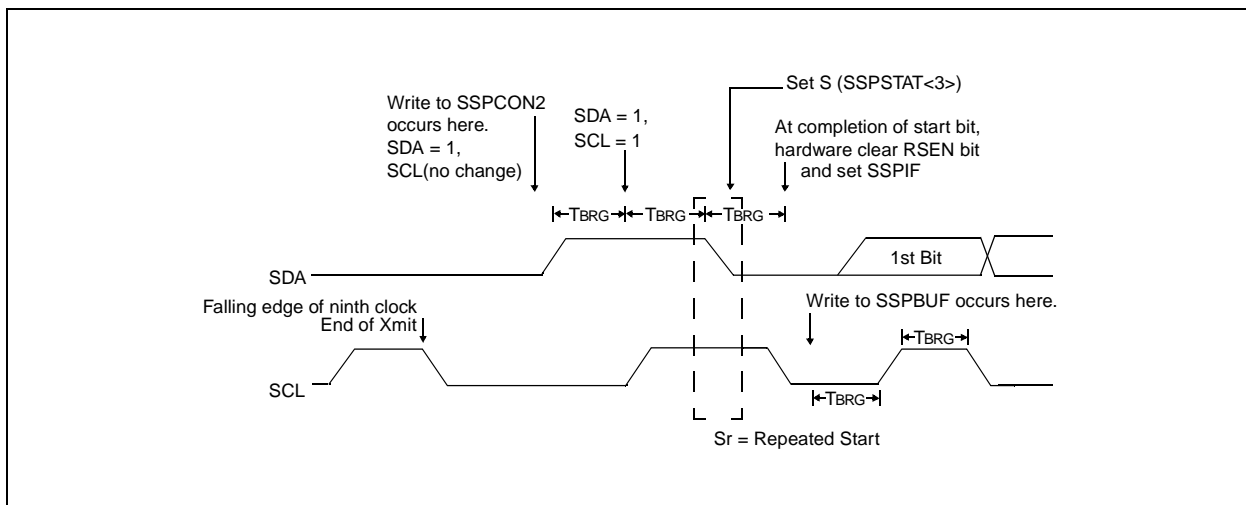 Set S (SSPSTAT<3>)
Write to SSPCON2
occurs here.
SDA = 1,
SCL(no change)
SDA = 1,
SCL = 1
At completion of start bit,
hardware clear RSEN bit
and set SSPIF
TBRG
TBRG
TBRG
SDA
1st Bit
Falling edge of ninth clock
End of Xmit
Write to SSPBUF occurs here.
TBRG
SCL
TBRG
Sr = Repeated Start